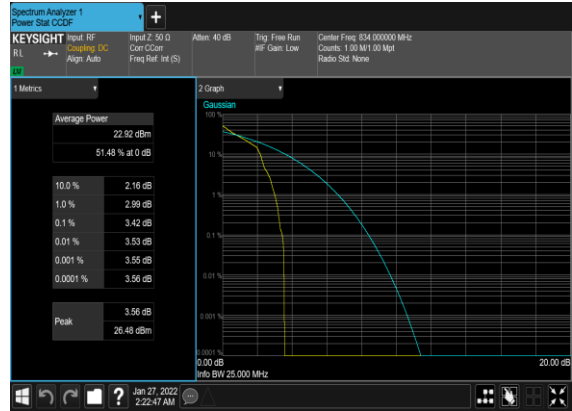 Spectrum Analyzer 1
Power Stat CCDF
+
KEYSIGHT
RL
Input: RF
Coupling: DC
Align: Auto
Input Z: 50 Ω
Corr CCorr
Freq Ref: Int (S)
Atten: 40 dB
Trig: Free Run
#IF Gain: Low
Center Freq: 834.000000 MHz
Counts: 1.00 M/1.00 Mpt
Radio Std: None
1 Metrics
Average Power
22.92 dBm
51.48 % at 0 dB
10.0 % 2.16 dB
1.0 % 2.99 dB
0.1 % 3.42 dB
0.01 % 3.53 dB
0.001 % 3.55 dB
0.0001 % 3.56 dB
Peak
3.56 dB
26.48 dBm
2 Graph
Gaussian
100 %
10 %
1 %
0.1 %
0.01 %
0.001 %
0.0001 %
0.00 dB
20.00 dB
Info BW 25.000 MHz
?
Jan 27, 2022
2:22:47 AM